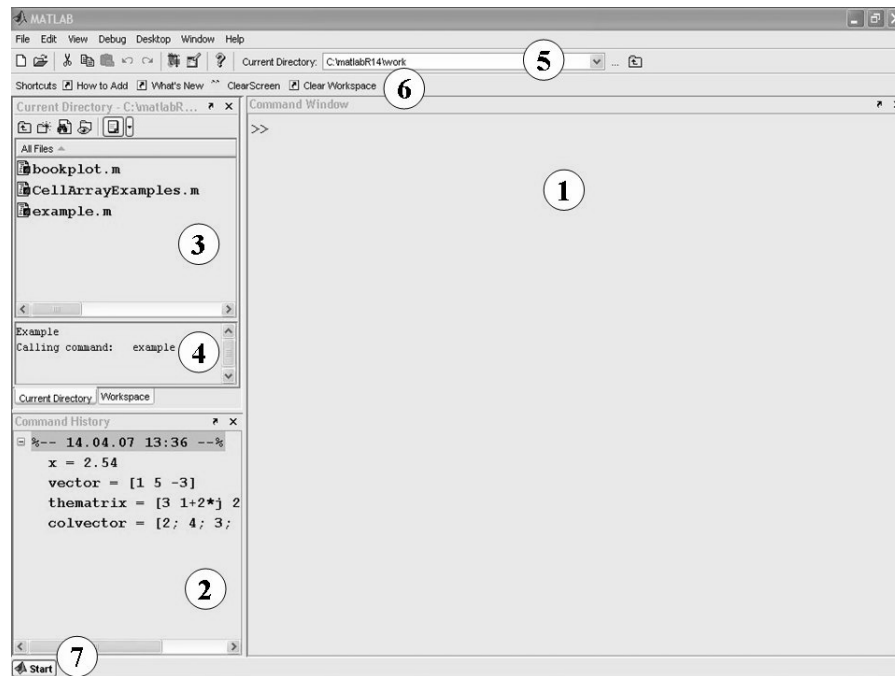 MATLAB
File Edit View Debug Desktop Window Help
Current Directory: C:\matlabR14\work
5
...
Shortcuts How to Add What's New ClearScreen Clear Workspace
6
Current Directory - C:\matlabR...
All Files
bookplot.m
CellArrayExamples.m
example.m
3
Example
Calling command: example
4
Current Directory Workspace
Command History
%-- 14.04.07 13:36 --%
x = 2.54
vector = [1 5 -3]
thematrix = [3 1+2*j 2
colvector = [2; 4; 3;
2
Command Window
>>
1
7
Start